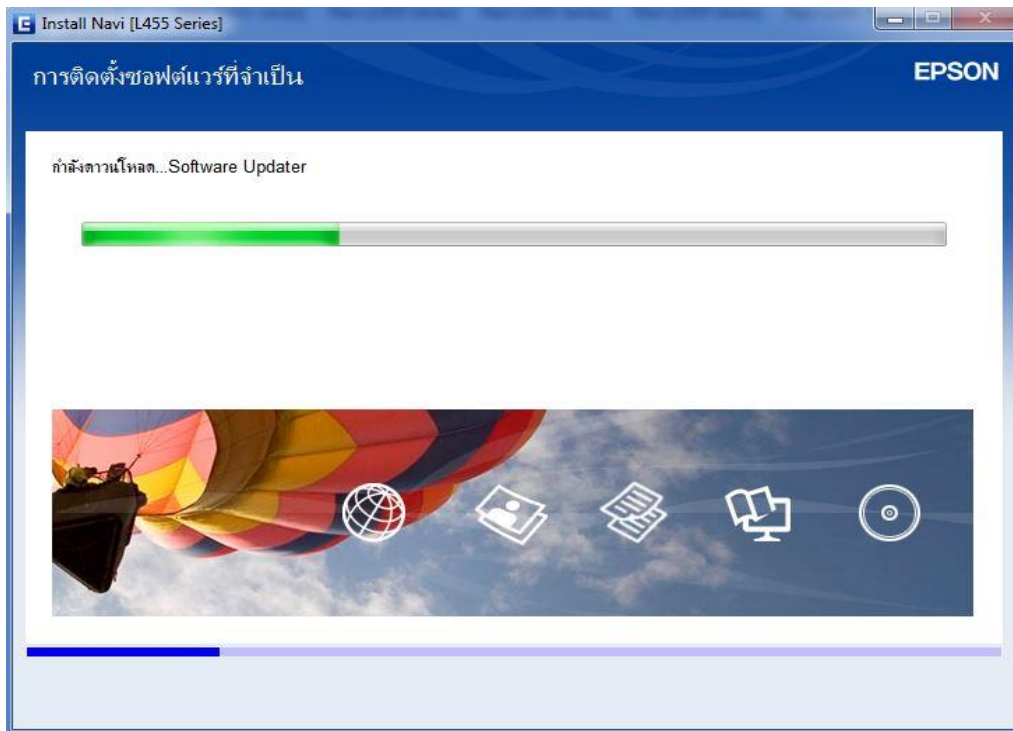 Install Navi [L455 Series]
การติดตั้งซอฟต์แวร์ที่จำเป็น
EPSON
กำลังดาวน์โหลด...Software Updater